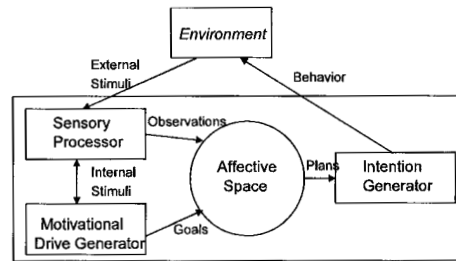 Environment
External
Stimuli
Behavior
Sensory
Processor
Observations
Internal
Stimuli
Affective
Space
Plans
Intention
Generator
Motivational
Drive Generator
Goals